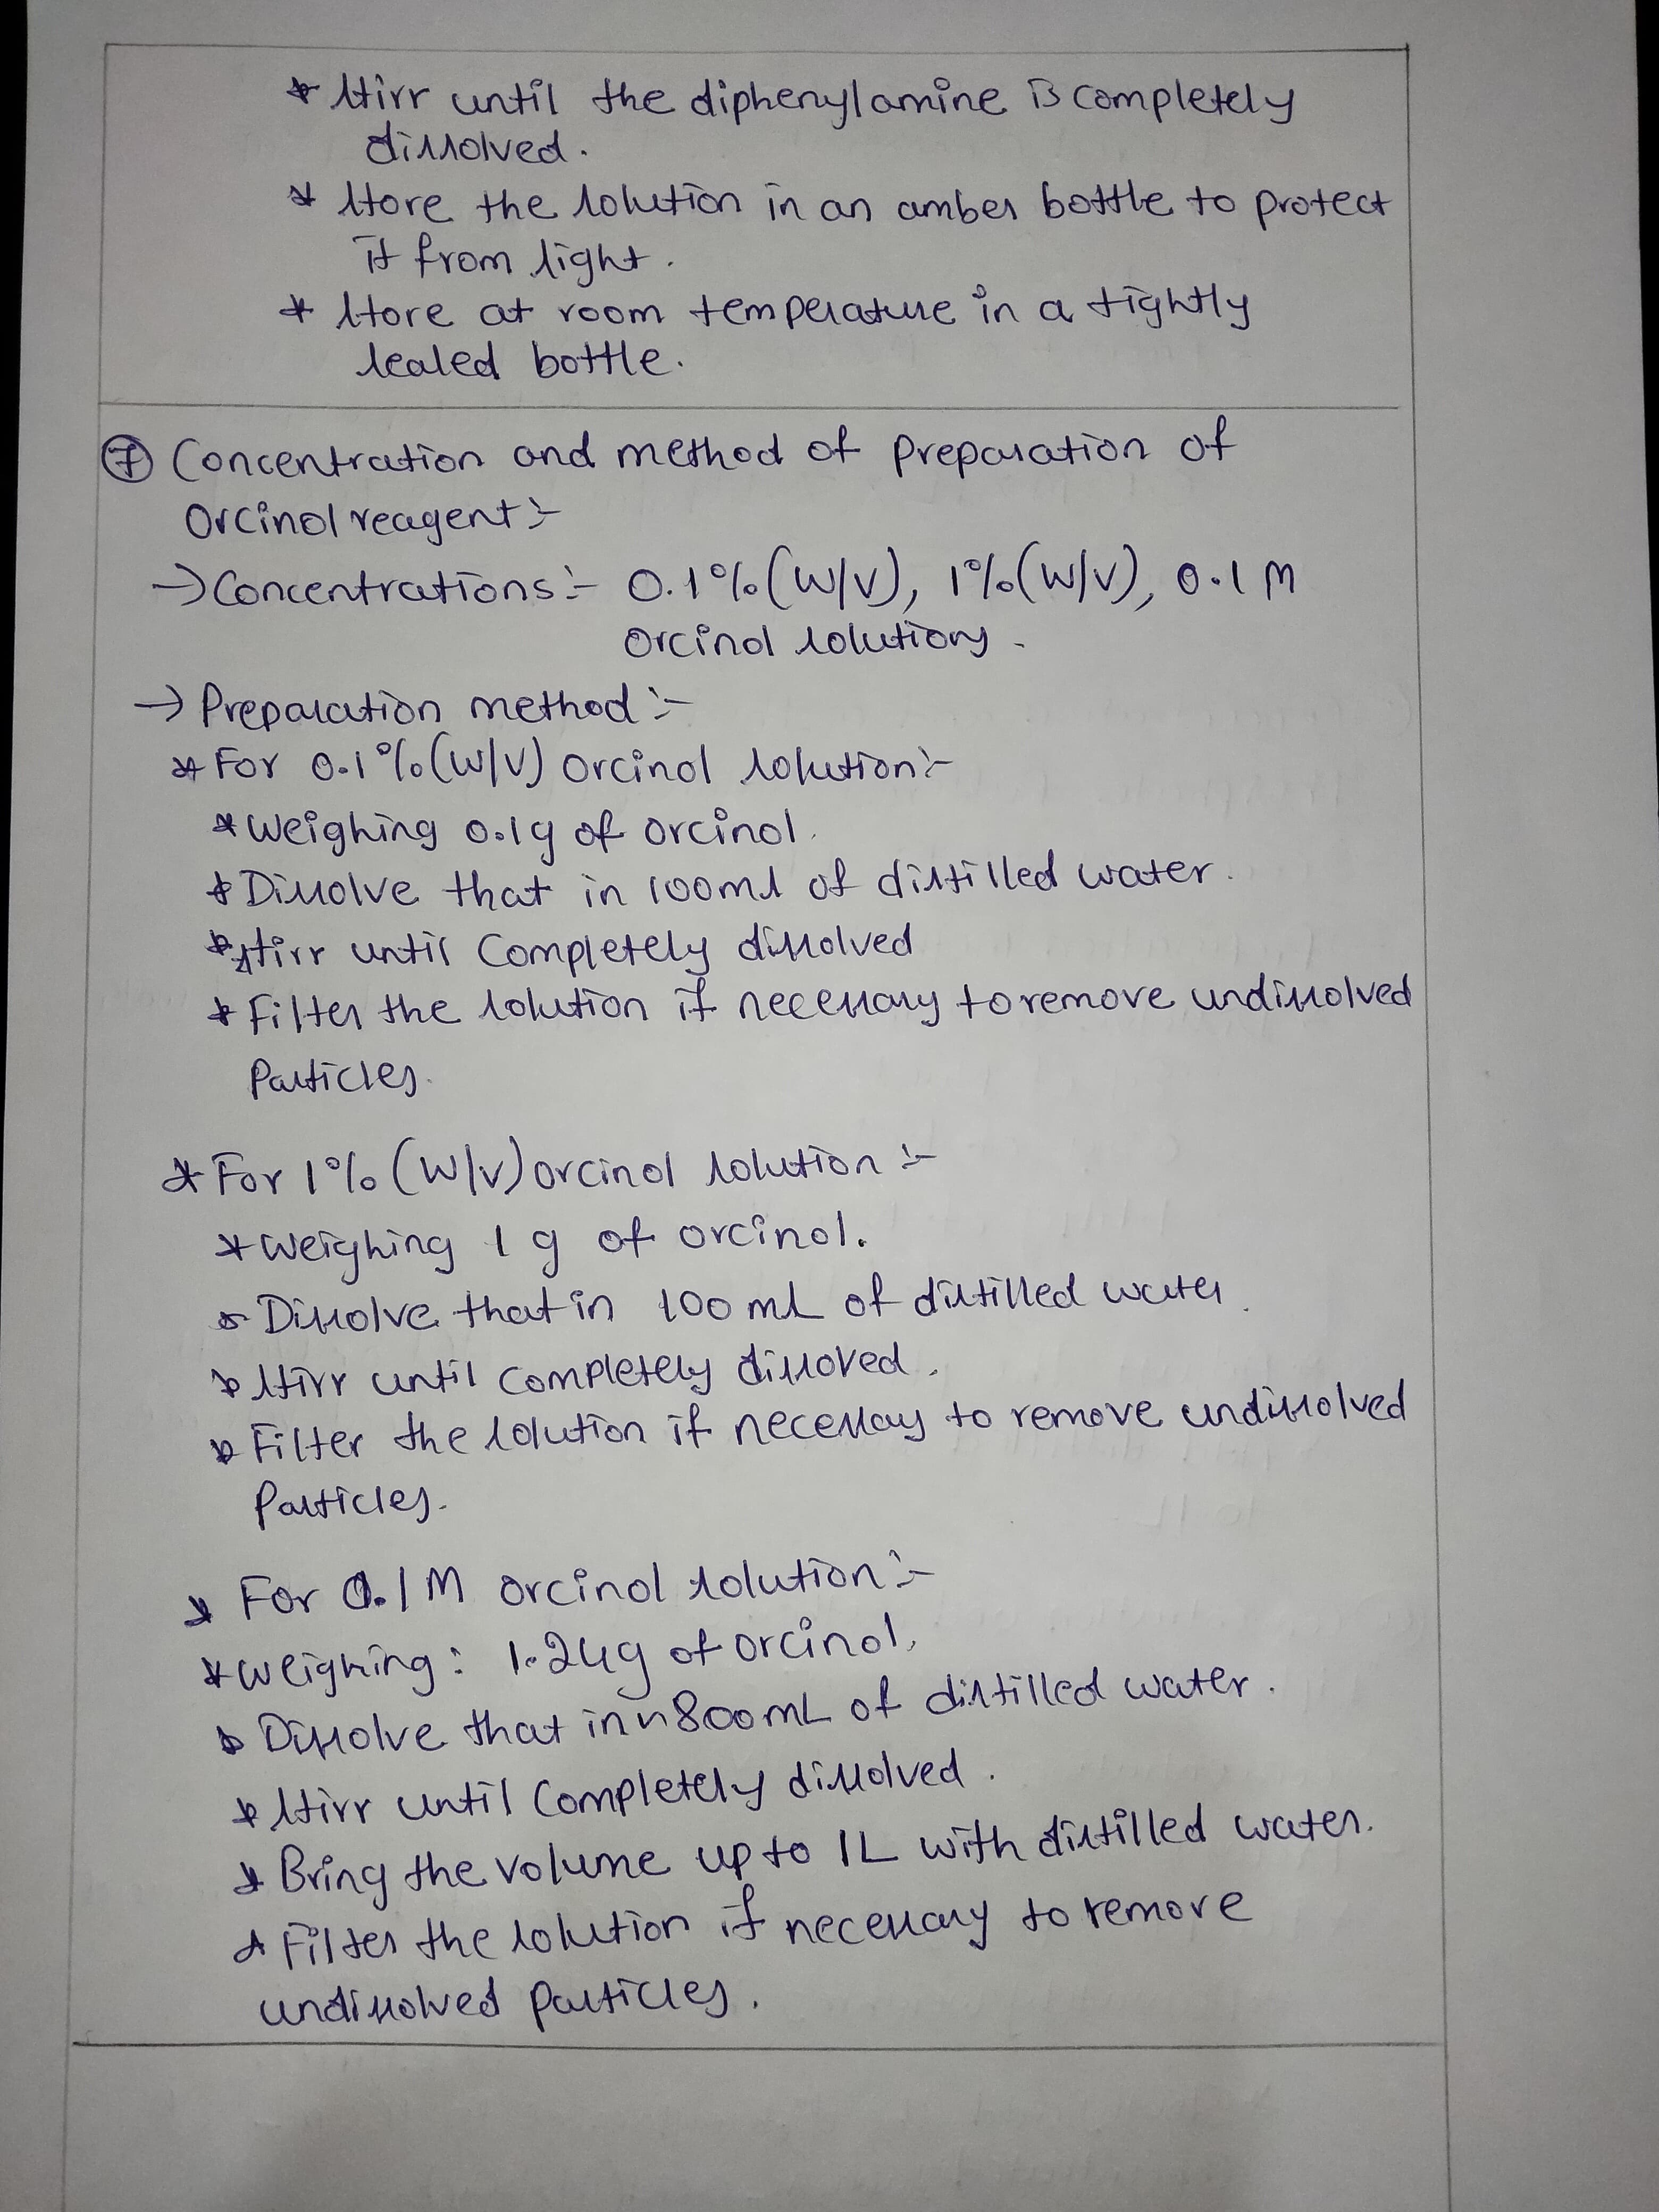 * Stirr until the diphenylamine is completely
dissolved.
* Store the solution in an amber bottle to protect
it from light.
* Store at room temperature in a tightly
sealed bottle.
⑦ Concentration and method of preparation of
Orcinol reagent :-
→ Concentrations :- 0.1% (W/V), 1% (W/V), 0.1 M
Orcinol solutions.
→ Preparation method :-
* For 0.1% (W/V) Orcinol solution :-
* Weighing 0.1g of orcinol.
* Dissolve that in 100ml of distilled water.
* Stirr until Completely dissolved
* Filter the solution if necessary to remove undissolved
Particles.
* For 1% (W/V) orcinol solution :-
* Weighing 1 g of orcinol.
* Dissolve that in 100 mL of distilled water.
* Stirr until completely dissoved.
* Filter the solution if necessary to remove undissolved
Particles.
* For 0.1 M Orcinol solution :-
* Weighing : 1.24g of orcinol.
* Dissolve that in ~800mL of distilled water.
* Stirr until Completely dissolved.
* Bring the volume up to 1L with distilled water.
* Filter the solution if necessary to remove
undissolved particles.